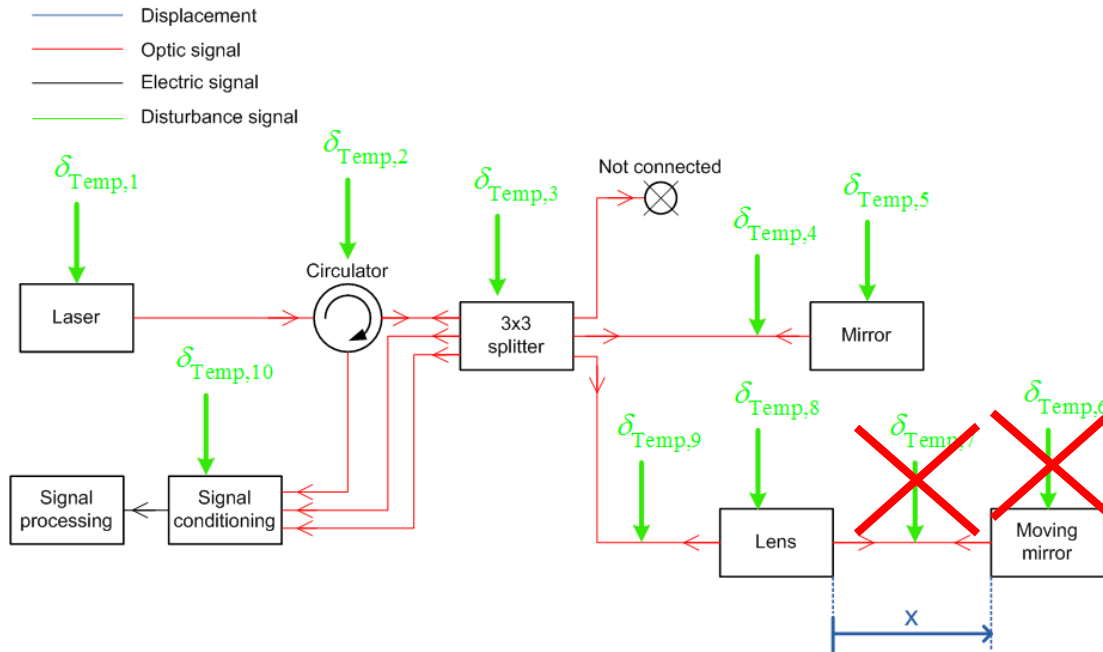 Displacement
Optic signal
Electric signal
Disturbance signal
δTemp,1
δTemp,2
δTemp,3
Not connected
δTemp,4
δTemp,5
Circulator
Laser
3x3
splitter
Mirror
δTemp,10
δTemp,9
δTemp,8
δTemp,7
δTemp,6
Signal
processing
Signal
conditioning
Lens
Moving
mirror
x